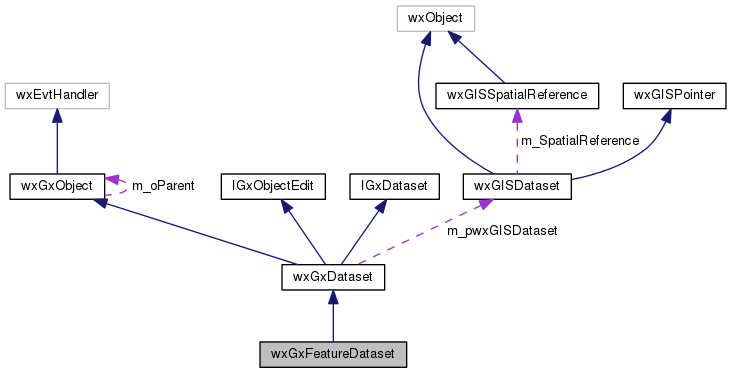 wxObject
wxEvtHandler
wxGISSpatialReference
wxGISPointer
m_SpatialReference
wxGxObject
m_oParent
IGxObjectEdit
IGxDataset
wxGISDataset
m_pwxGISDataset
wxGxDataset
wxGxFeatureDataset